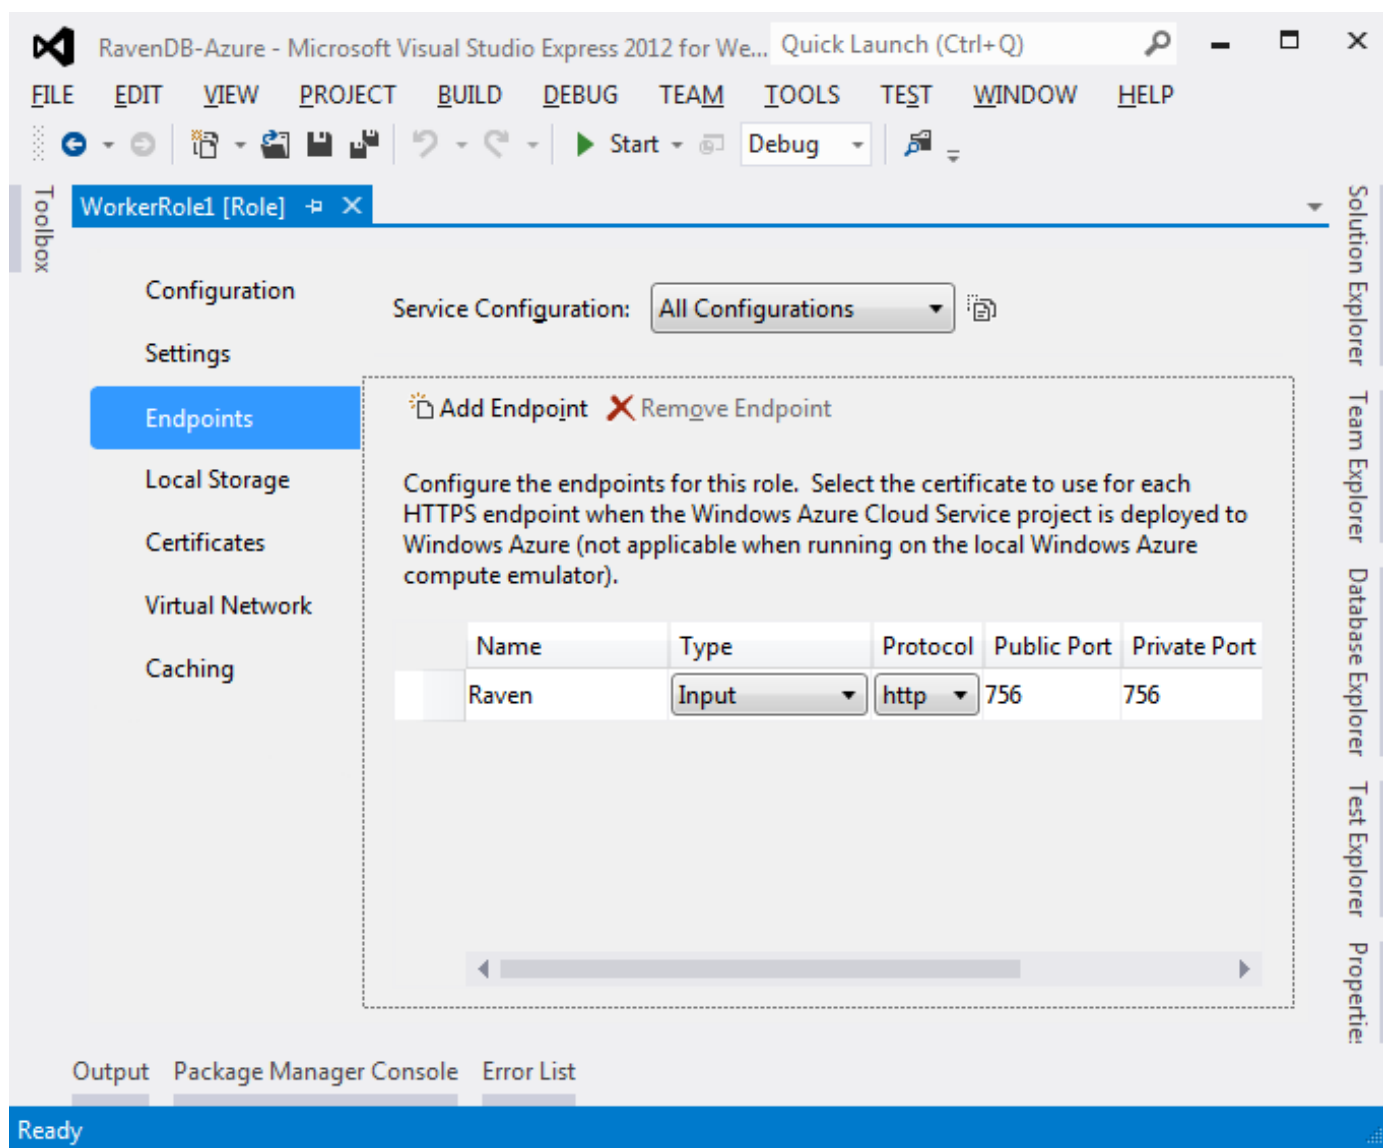 RavenDB-Azure - Microsoft Visual Studio Express 2012 for We... Quick Launch (Ctrl+Q)
FILE EDIT VIEW PROJECT BUILD DEBUG TEAM TOOLS TEST WINDOW HELP
Start Debug
Toolbox
WorkerRole1 [Role]
Configuration
Settings
Endpoints
Local Storage
Certificates
Virtual Network
Caching
Service Configuration: All Configurations
Add Endpoint Remove Endpoint
Configure the endpoints for this role. Select the certificate to use for each
HTTPS endpoint when the Windows Azure Cloud Service project is deployed to
Windows Azure (not applicable when running on the local Windows Azure
compute emulator).
Name Type Protocol Public Port Private Port
Raven Input http 756 756
Solution Explorer
Team Explorer
Database Explorer
Test Explorer
Properties
Output Package Manager Console Error List
Ready